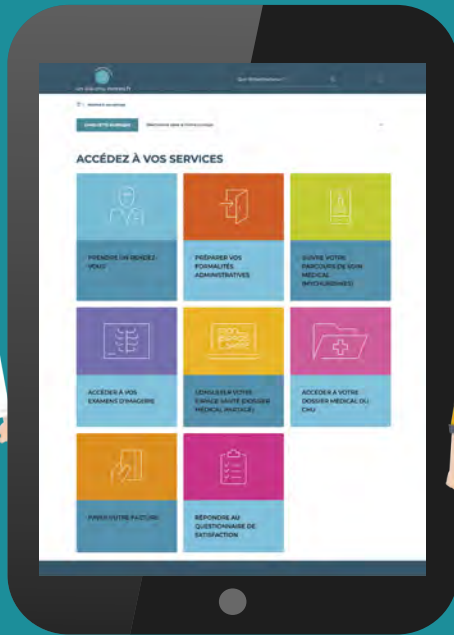 ACCÉDEZ À VOS SERVICES
PRENDRE UN RENDEZ-
VOUS
PRÉPARER VOS
FORMALITÉS
ADMINISTRATIVES
SUIVRE VOTRE
PARCOURS DE SOIN
MÉDICAL
(MYCHURENNES)
ACCÉDER À VOS
EXAMENS D'IMAGERIE
CONSULTER VOTRE
ESPACE SANTÉ (DOSSIER
MÉDICAL PARTAGÉ)
ACCÉDER À VOTRE
DOSSIER MÉDICAL DU
CHU
PAYER VOTRE FACTURE
RÉPONDRE AU
QUESTIONNAIRE DE
SATISFACTION